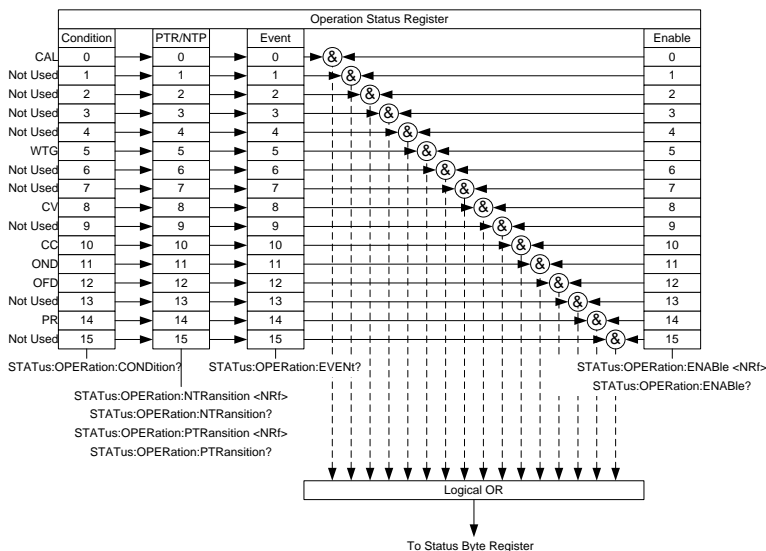 Operation Status Register
Condition PTR/NTP Event Enable
CAL 0 0 0 & 0
Not Used 1 1 1 & 1
Not Used 2 2 2 & 2
Not Used 3 3 3 & 3
Not Used 4 4 4 & 4
WTG 5 5 5 & 5
Not Used 6 6 6 & 6
Not Used 7 7 7 & 7
CV 8 8 8 & 8
Not Used 9 9 9 & 9
CC 10 10 10 & 10
OND 11 11 11 & 11
OFD 12 12 12 & 12
Not Used 13 13 13 & 13
PR 14 14 14 & 14
Not Used 15 15 15 & 15
STATus:OPERation:CONDition? STATus:OPERation:EVENt? STATus:OPERation:ENABle <NRf>
STATus:OPERation:ENABle?
STATus:OPERation:NTRansition <NRf>
STATus:OPERation:NTRansition?
STATus:OPERation:PTRansition <NRf>
STATus:OPERation:PTRansition?
Logical OR
To Status Byte Register